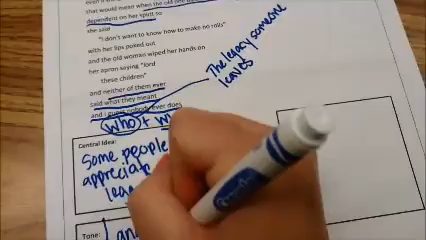 that would mean when the old one
dependent on her spirit so
she said
"I don't want to know how to make no rolls"
with her lips poked out
and the old woman wiped her hands on
her apron saying "lord
these children"
and neither of them ever
said what they meant
and i guess nobody ever does
The legacy someone
leaves
who +
Central Idea:
Some people
appreciate
Tone: